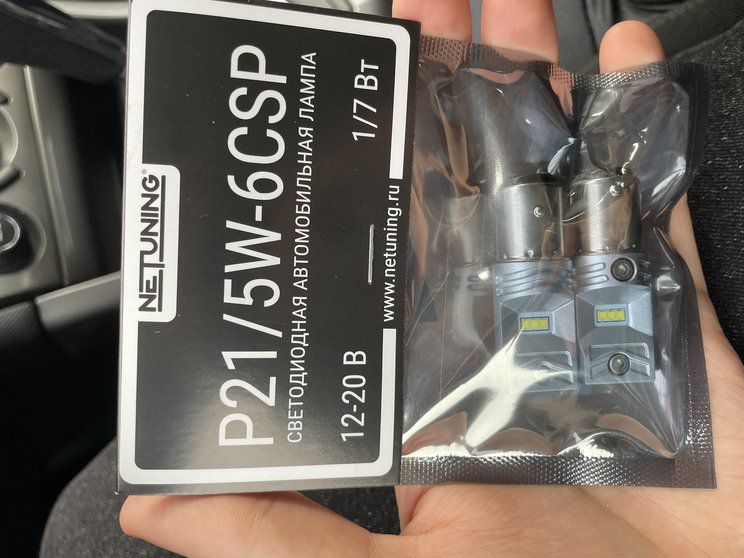 NETUNING®
P21/5W-6CSP
СВЕТОДИОДНАЯ АВТОМОБИЛЬНАЯ ЛАМПА
12-20 В 1/7 Вт
www.netuning.ru